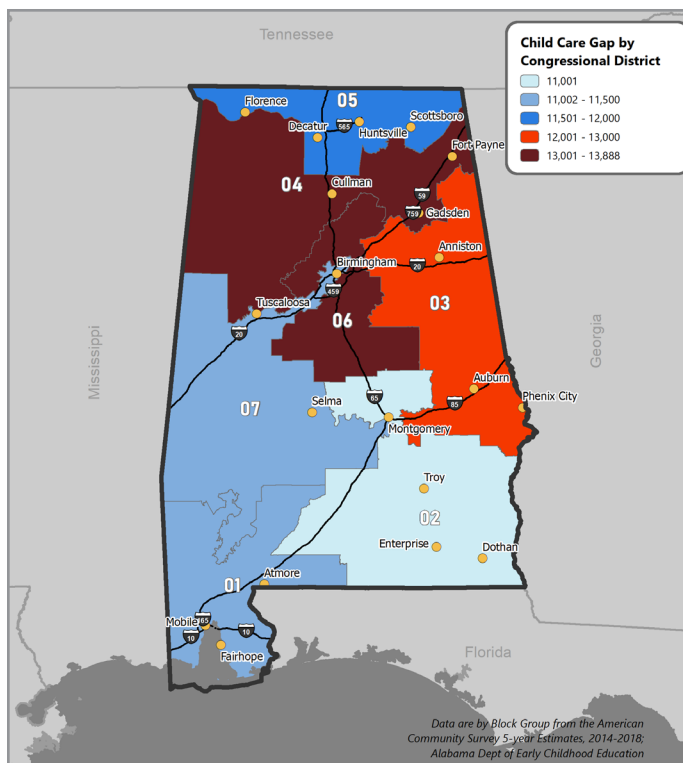 Tennessee
Child Care Gap by
Congressional District
11,001
11,002 - 11,500
11,501 - 12,000
12,001 - 13,000
13,001 - 13,888
Florence
05
Scottsboro
Decatur
565
Huntsville
Fort Payne
04
Cullman
59
759
Gadsden
Anniston
Birmingham
20
459
03
Tuscaloosa
06
20
Mississippi
Georgia
Auburn
65
85
Phenix City
07
Selma
Montgomery
Troy
02
Enterprise
Dothan
Atmore
01
Mobile
65
10
10
Fairhope
Florida
Data are by Block Group from the American
Community Survey 5-year Estimates, 2014-2018;
Alabama Dept of Early Childhood Education